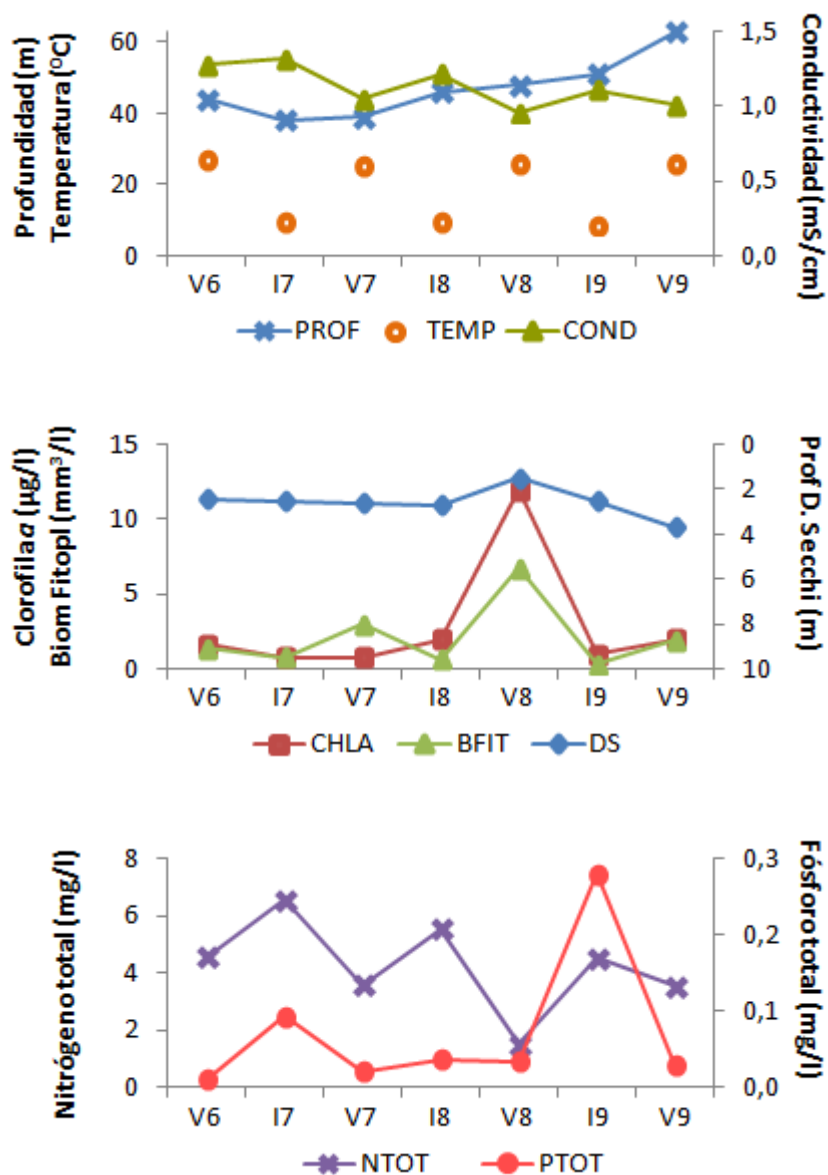 Profundidad (m)
Temperatura (ºC)
60
40
20
0
1,5
1,0
0,5
0,0
Conductividad (mS/cm)
V6 I7 V7 I8 V8 I9 V9
PROF TEMP COND
Clorofila a (µg/l)
Biom Fitopl (mm³/l)
15
10
5
0
0
2
4
6
8
10
Prof D. Secchi (m)
V6 I7 V7 I8 V8 I9 V9
CHLA BFIT DS
Nitrógeno total (mg/l)
8
6
4
2
0
0,3
0,2
0,1
0,0
Fósforo total (mg/l)
V6 I7 V7 I8 V8 I9 V9
NTOT PTOT